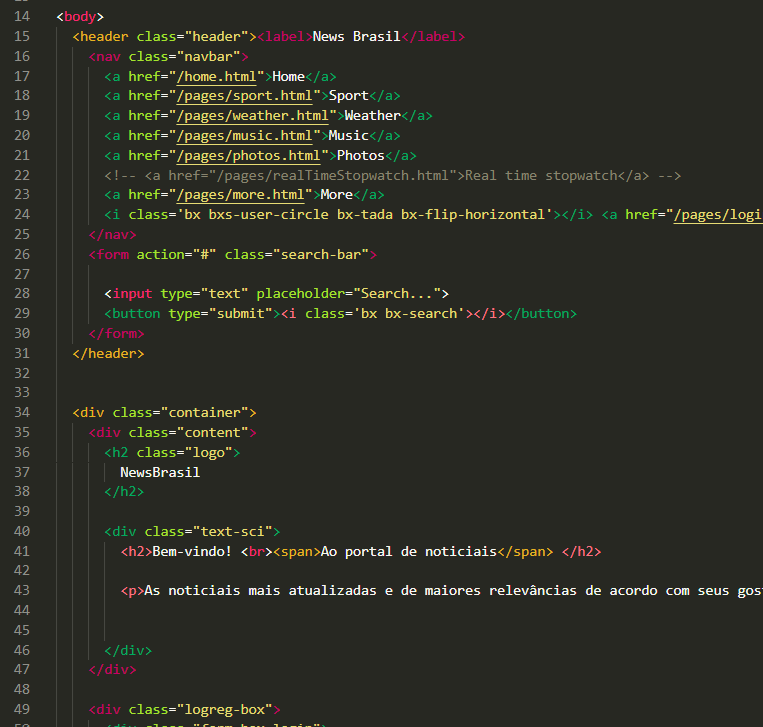 14 <body>
15 <header class="header"><label>News Brasil</label>
16 <nav class="navbar">
17 <a href="/home.html">Home</a>
18 <a href="/pages/sport.html">Sport</a>
19 <a href="/pages/weather.html">Weather</a>
20 <a href="/pages/music.html">Music</a>
21 <a href="/pages/photos.html">Photos</a>
22 <!-- <a href="/pages/realTimeStopwatch.html">Real time stopwatch</a> -->
23 <a href="/pages/more.html">More</a>
24 <i class='bx bxs-user-circle bx-tada bx-flip-horizontal'></i> <a href="/pages/logi
25 </nav>
26 <form action="#" class="search-bar">
27
28 <input type="text" placeholder="Search...">
29 <button type="submit"><i class='bx bx-search'></i></button>
30 </form>
31 </header>
32
33
34 <div class="container">
35 <div class="content">
36 <h2 class="logo">
37 NewsBrasil
38 </h2>
39
40 <div class="text-sci">
41 <h2>Bem-vindo! <br><span>Ao portal de noticiais</span> </h2>
42
43 <p>As noticiais mais atualizadas e de maiores relevâncias de acordo com seus gos
44
45
46 </div>
47 </div>
48
49 <div class="logreg-box">